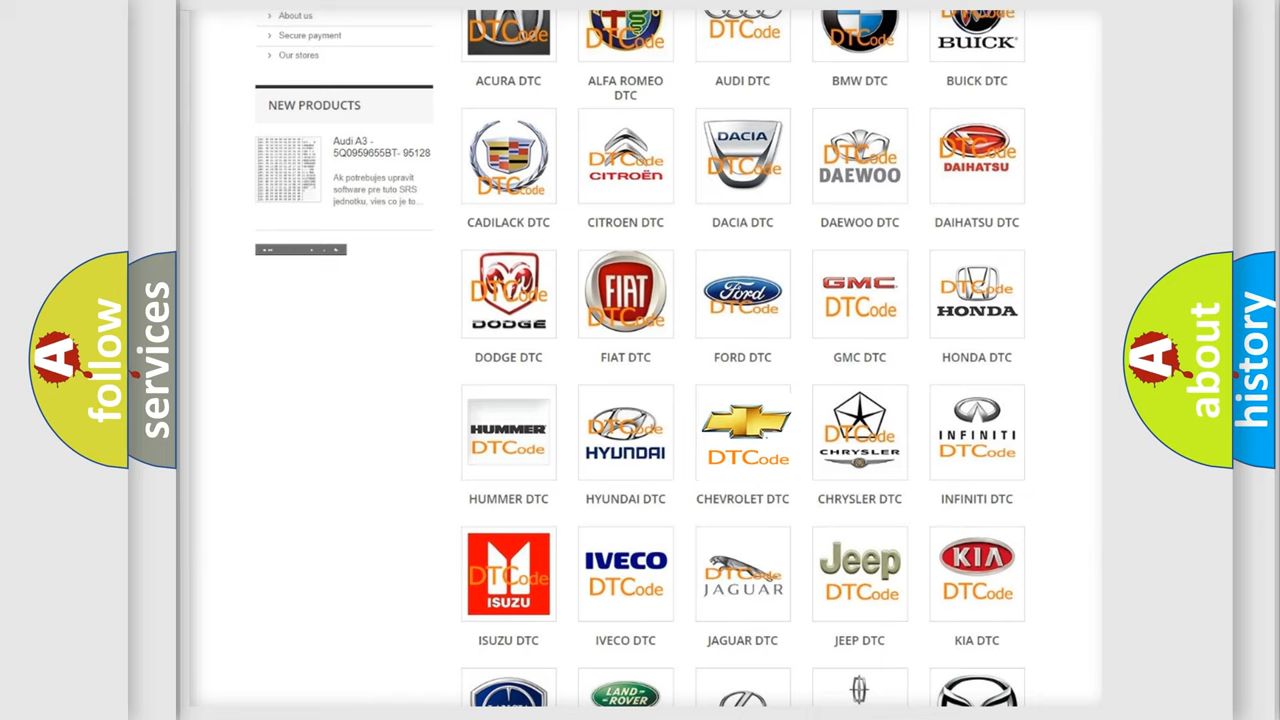 About us
Secure payment
Our stores
NEW PRODUCTS
Audi A3 -
5Q0959655BT- 95128
Ak potrebujes upravit
software pre tuto SRS
jednotku, vies co je to...
DTCode
DTCode
DTCode
DTCode
BUICK
ACURA DTC
ALFA ROMEO
DTC
AUDI DTC
BMW DTC
BUICK DTC
DTCode
DTCode
CITROËN
DACIA
DTCode
DTCode
DAEWOO
DTCode
DAIHATSU
CADILACK DTC
CITROEN DTC
DACIA DTC
DAEWOO DTC
DAIHATSU DTC
DTCode
DODGE
FIAT
DTCode
Ford
DTCode
GMC
DTCode
DTCode
HONDA
DODGE DTC
FIAT DTC
FORD DTC
GMC DTC
HONDA DTC
HUMMER
DTCode
DTCode
HYUNDAI
DTCode
DTCode
CHRYSLER
INFINITI
DTCode
HUMMER DTC
HYUNDAI DTC
CHEVROLET DTC
CHRYSLER DTC
INFINITI DTC
DTCode
ISUZU
IVECO
DTCode
DTCode
JAGUAR
Jeep
DTCode
KIA
DTCode
ISUZU DTC
IVECO DTC
JAGUAR DTC
JEEP DTC
KIA DTC
LAND-
ROVER
A follow
services
A about
history